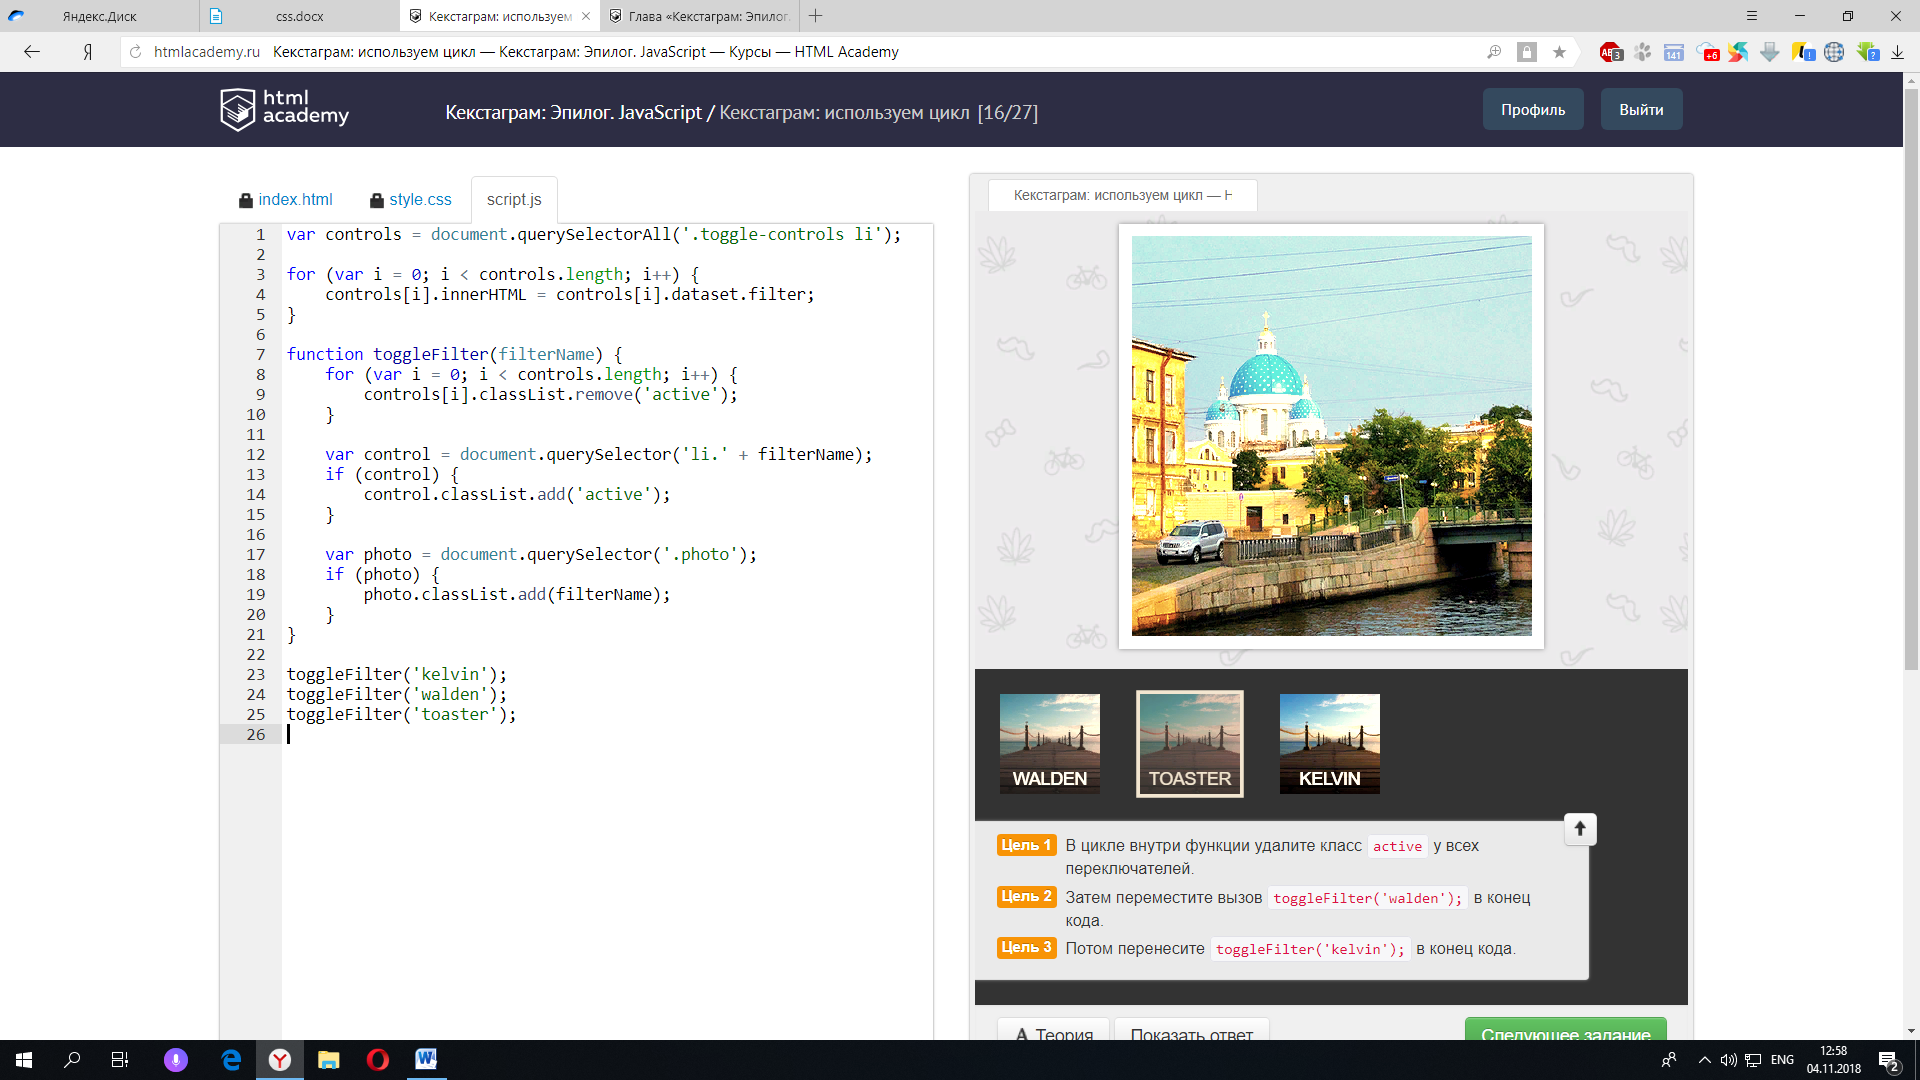 Яндекс.Диск
css.docx
Кекстаграм: используем
Глава «Кекстаграм: Эпилог.
htmlacademy.ru Кекстаграм: используем цикл — Кекстаграм: Эпилог. JavaScript — Курсы — HTML Academy
ABP 3
141
+6
!
?
html academy
Кекстаграм: Эпилог. JavaScript / Кекстаграм: используем цикл [16/27]
Профиль
Выйти
index.html
style.css
script.js
1 var controls = document.querySelectorAll('.toggle-controls li');
2
3 for (var i = 0; i < controls.length; i++) {
4 controls[i].innerHTML = controls[i].dataset.filter;
5 }
6
7 function toggleFilter(filterName) {
8 for (var i = 0; i < controls.length; i++) {
9 controls[i].classList.remove('active');
10 }
11
12 var control = document.querySelector('li.' + filterName);
13 if (control) {
14 control.classList.add('active');
15 }
16
17 var photo = document.querySelector('.photo');
18 if (photo) {
19 photo.classList.add(filterName);
20 }
21 }
22
23 toggleFilter('kelvin');
24 toggleFilter('walden');
25 toggleFilter('toaster');
26
Кекстаграм: используем цикл —
WALDEN
TOASTER
KELVIN
Цель 1 В цикле внутри функции удалите класс active у всех
переключателей.
Цель 2 Затем переместите вызов toggleFilter('walden'); в конец
кода.
Цель 3 Потом перенесите toggleFilter('kelvin'); в конец кода.
Теория
Показать ответ
Следующее задание
ENG
12:58
04.11.2018
2